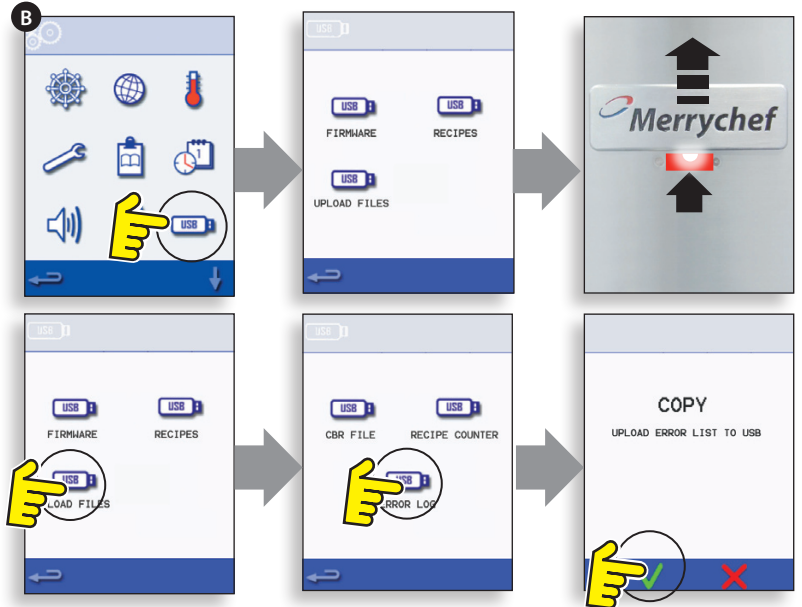 B
USB
USB
USB
USB
FIRMWARE
RECIPES
USB
UPLOAD FILES
Merrychef
USB
USB
USB
FIRMWARE
RECIPES
USB
LOAD FILES
USB
USB
USB
CBR FILE
RECIPE COUNTER
USB
RROR LOG
COPY
UPLOAD ERROR LIST TO USB